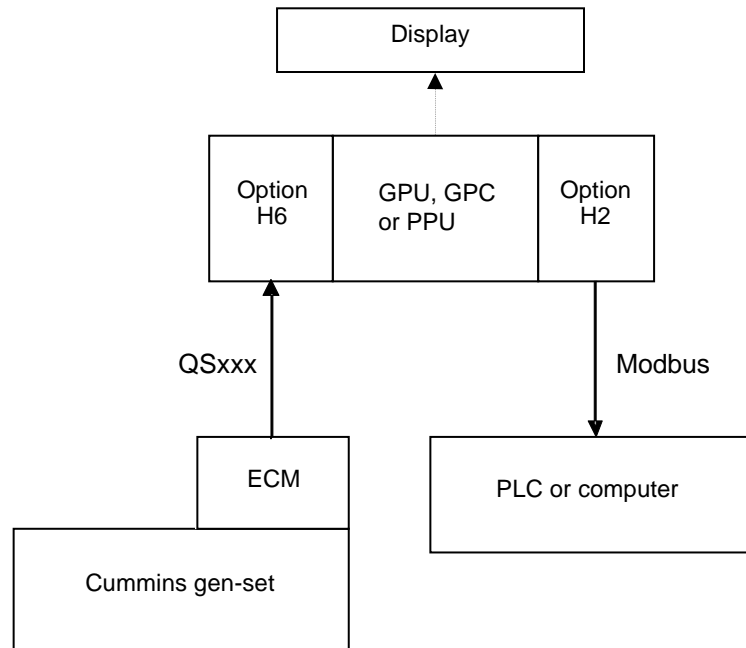 Display
Option
H6
GPU, GPC
or PPU
Option
H2
QSxxx
Modbus
ECM
PLC or computer
Cummins gen-set